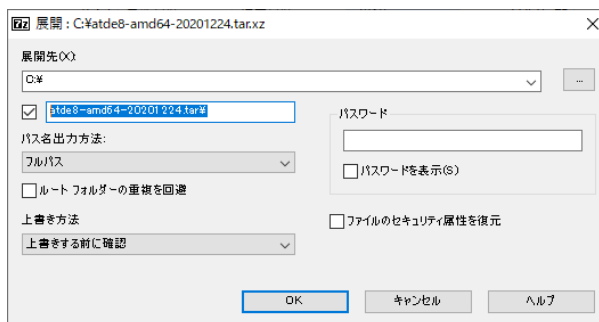 7z 展開 : C:¥atde8-amd64-20201224.tar.xz
展開先(X):
C:¥
...
atde8-amd64-20201224.tar¥
パス名出力方法:
フルパス
ルート フォルダーの重複を回避
上書き方法
上書きする前に確認
パスワード
パスワードを表示(S)
ファイルのセキュリティ属性を復元
OK
キャンセル
ヘルプ